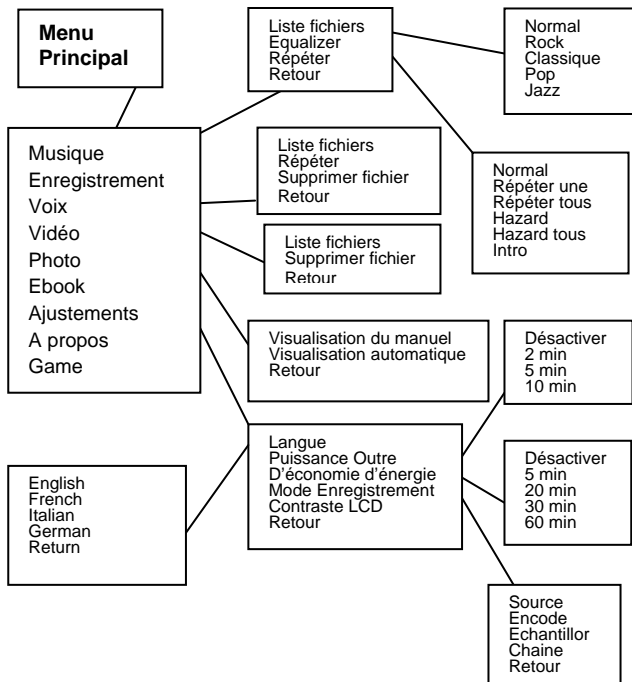 Menu
Principal
Liste fichiers
Equalizer
Répéter
Retour
Normal
Rock
Classique
Pop
Jazz
Musique
Enregistrement
Voix
Vidéo
Photo
Ebook
Ajustements
A propos
Game
Liste fichiers
Répéter
Supprimer fichier
Retour
Normal
Répéter une
Répéter tous
Hazard
Hazard tous
Intro
Liste fichiers
Supprimer fichier
Retour
Visualisation du manuel
Visualisation automatique
Retour
Désactiver
2 min
5 min
10 min
Langue
Puissance Outre
D'économie d'énergie
Mode Enregistrement
Contraste LCD
Retour
Désactiver
5 min
20 min
30 min
60 min
English
French
Italian
German
Return
Source
Encode
Echantillor
Chaine
Retour